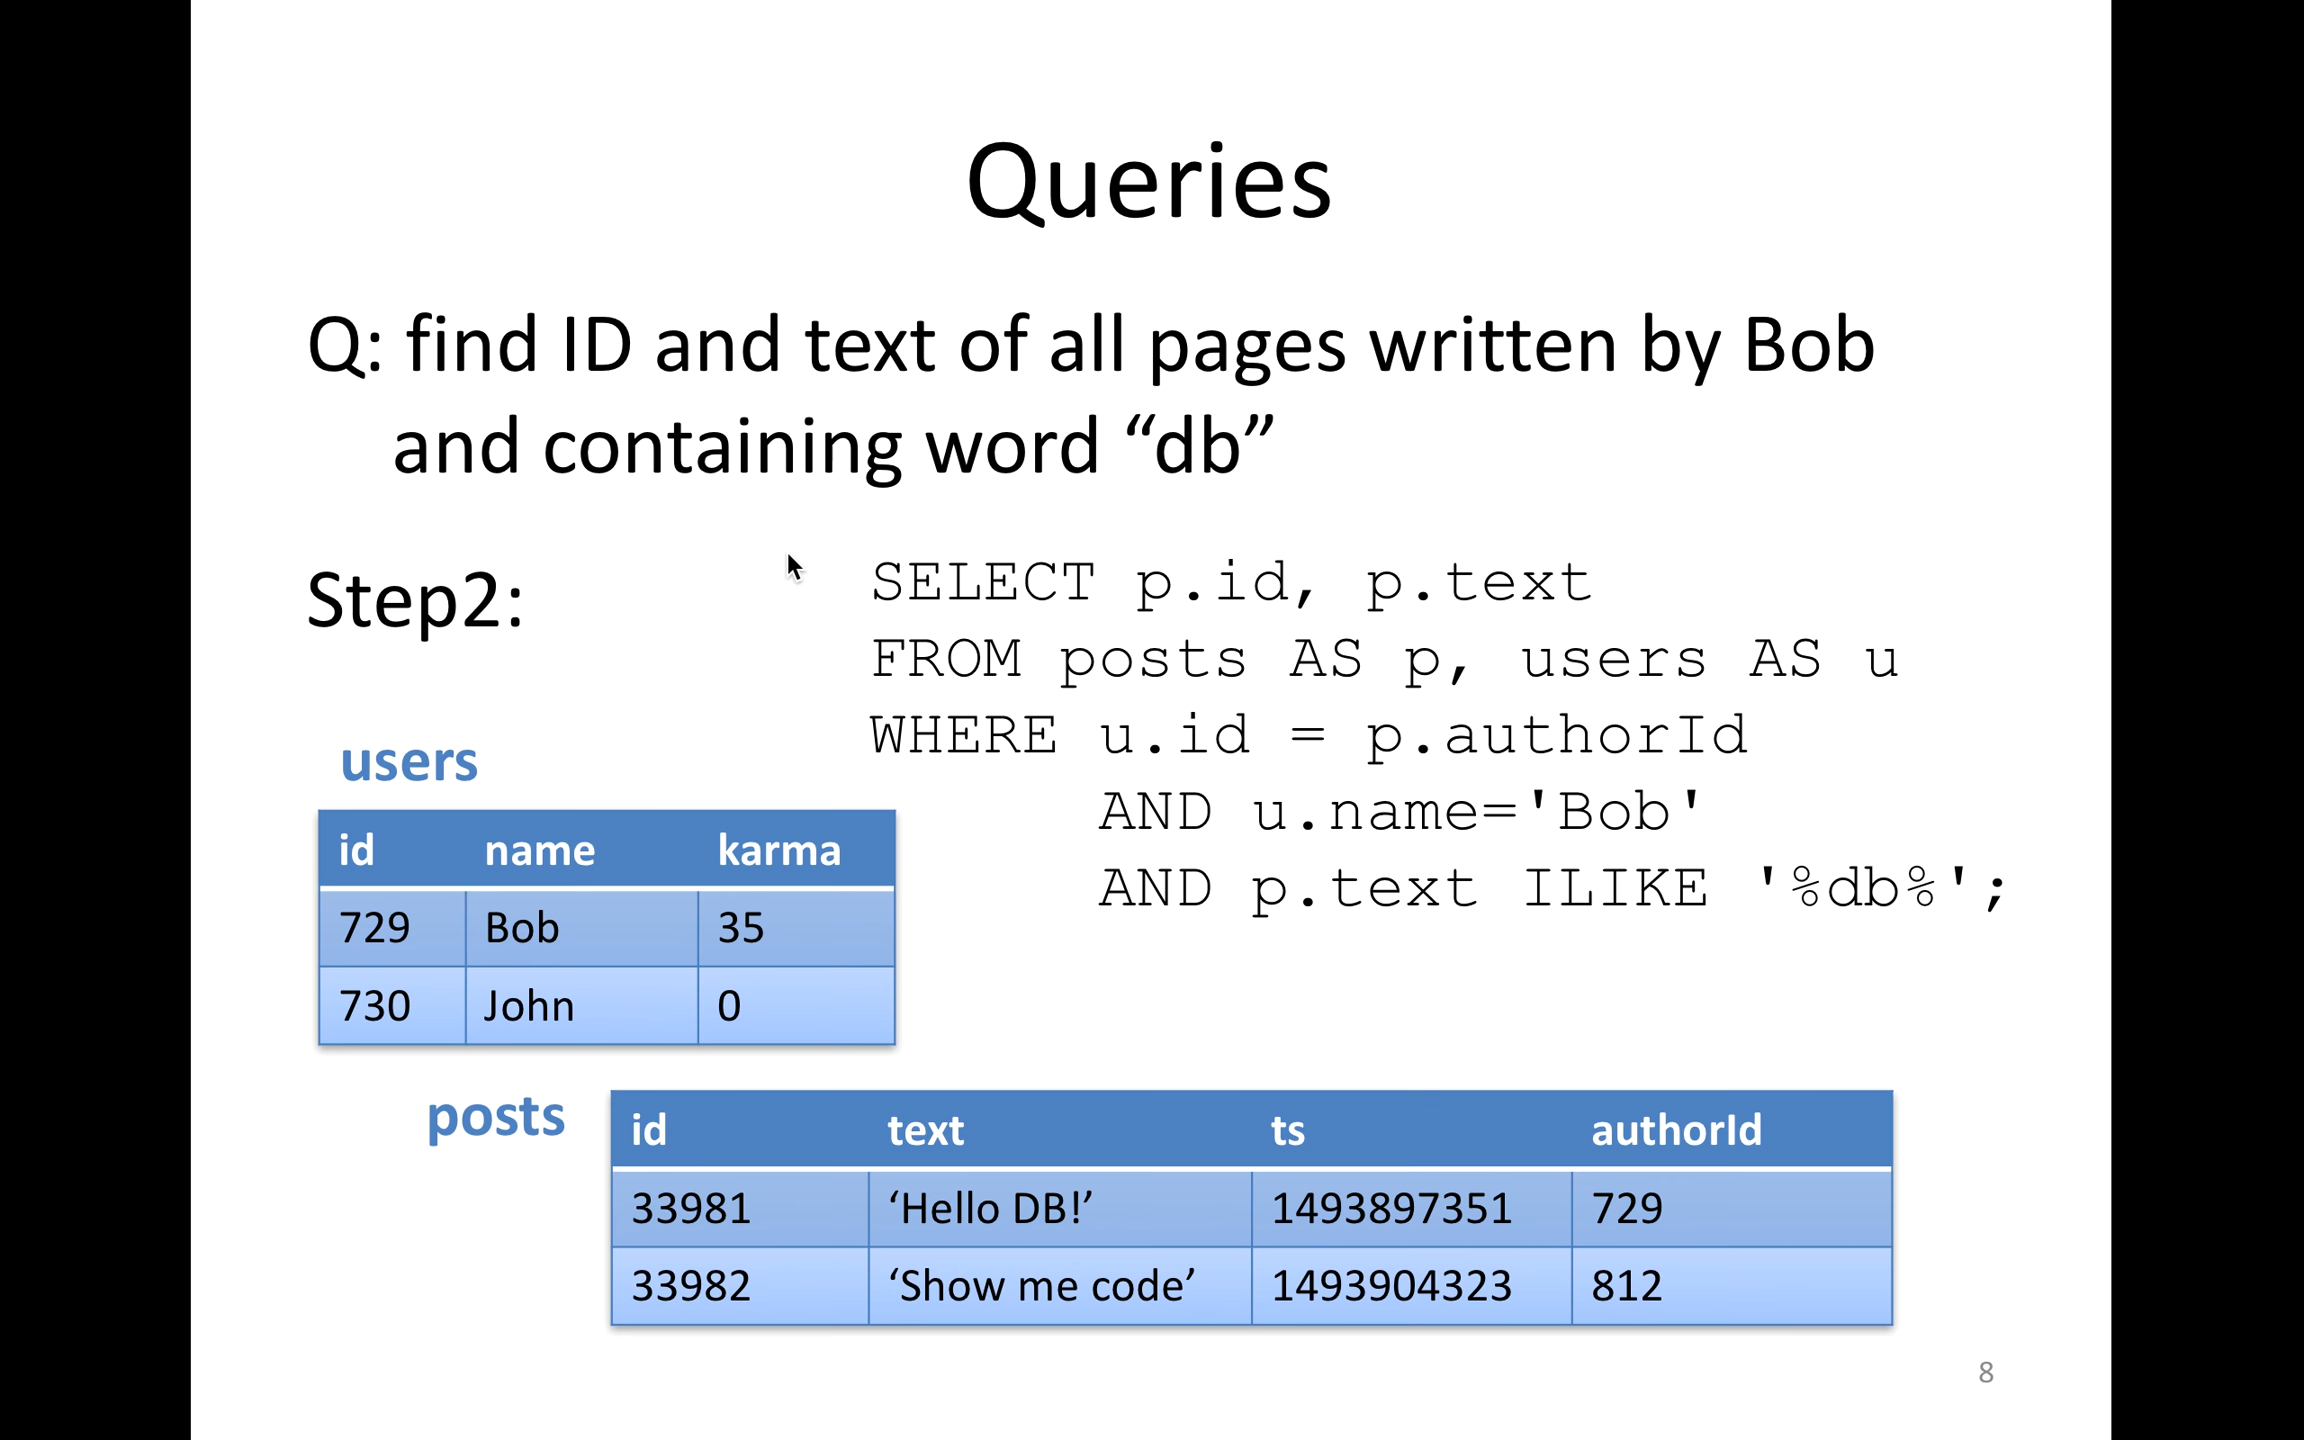 Queries
Q: find ID and text of all pages written by Bob
and containing word “db”
Step2:
SELECT p.id, p.text
FROM posts AS p, users AS u
WHERE u.id = p.authorId
AND u.name='Bob'
AND p.text ILIKE '%db%';
users
id name karma
729 Bob 35
730 John 0
posts
id text ts authorId
33981 ‘Hello DB!’ 1493897351 729
33982 ‘Show me code’ 1493904323 812
8